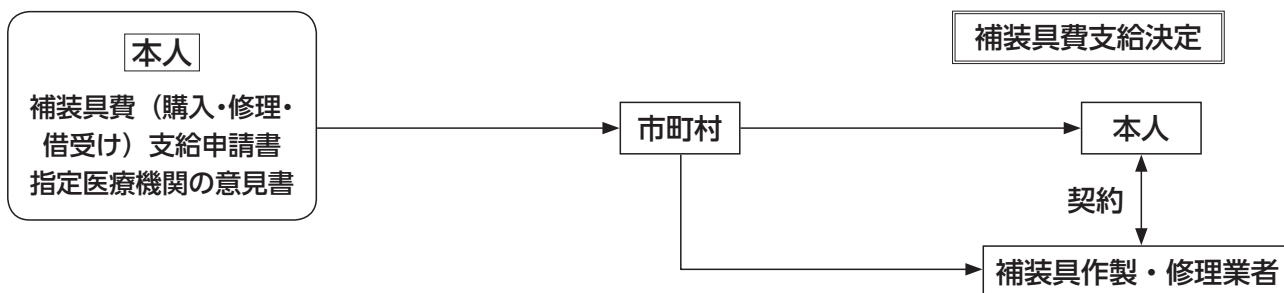 本人
補装具費（購入・修理・
借受け）支給申請書
指定医療機関の意見書
市町村
補装具費支給決定
本人
契約
補装具作製・修理業者